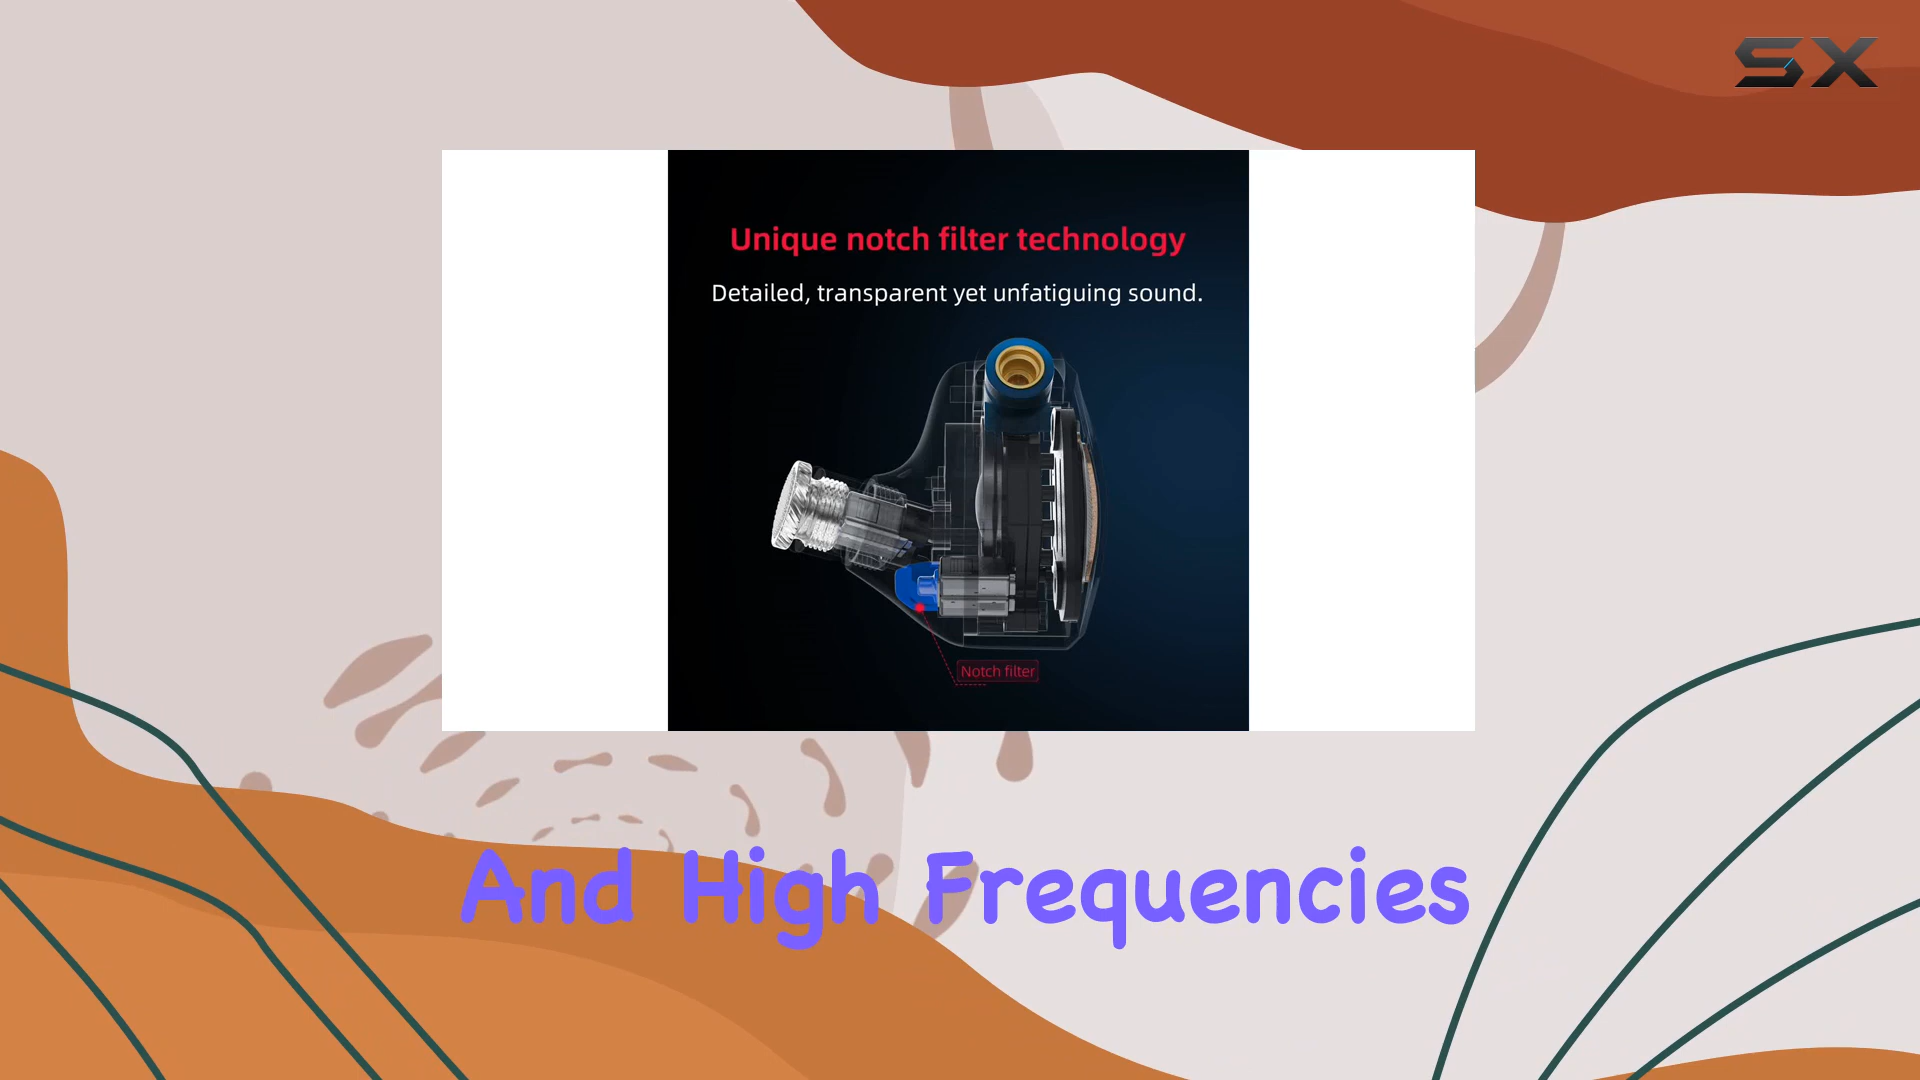 SX
Unique notch filter technology
Detailed, transparent yet unfatiguing sound.
Notch filter
And High Frequencies